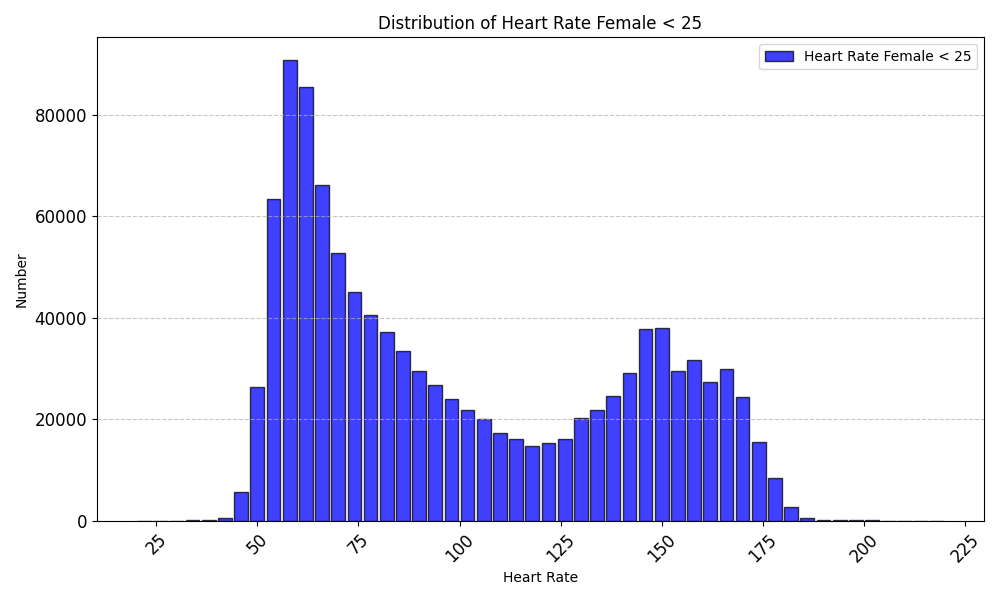 Distribution of Heart Rate Female < 25
Heart Rate Female < 25
80000
60000
40000
20000
0
Number
25 50 75 100 125 150 175 200 225
Heart Rate